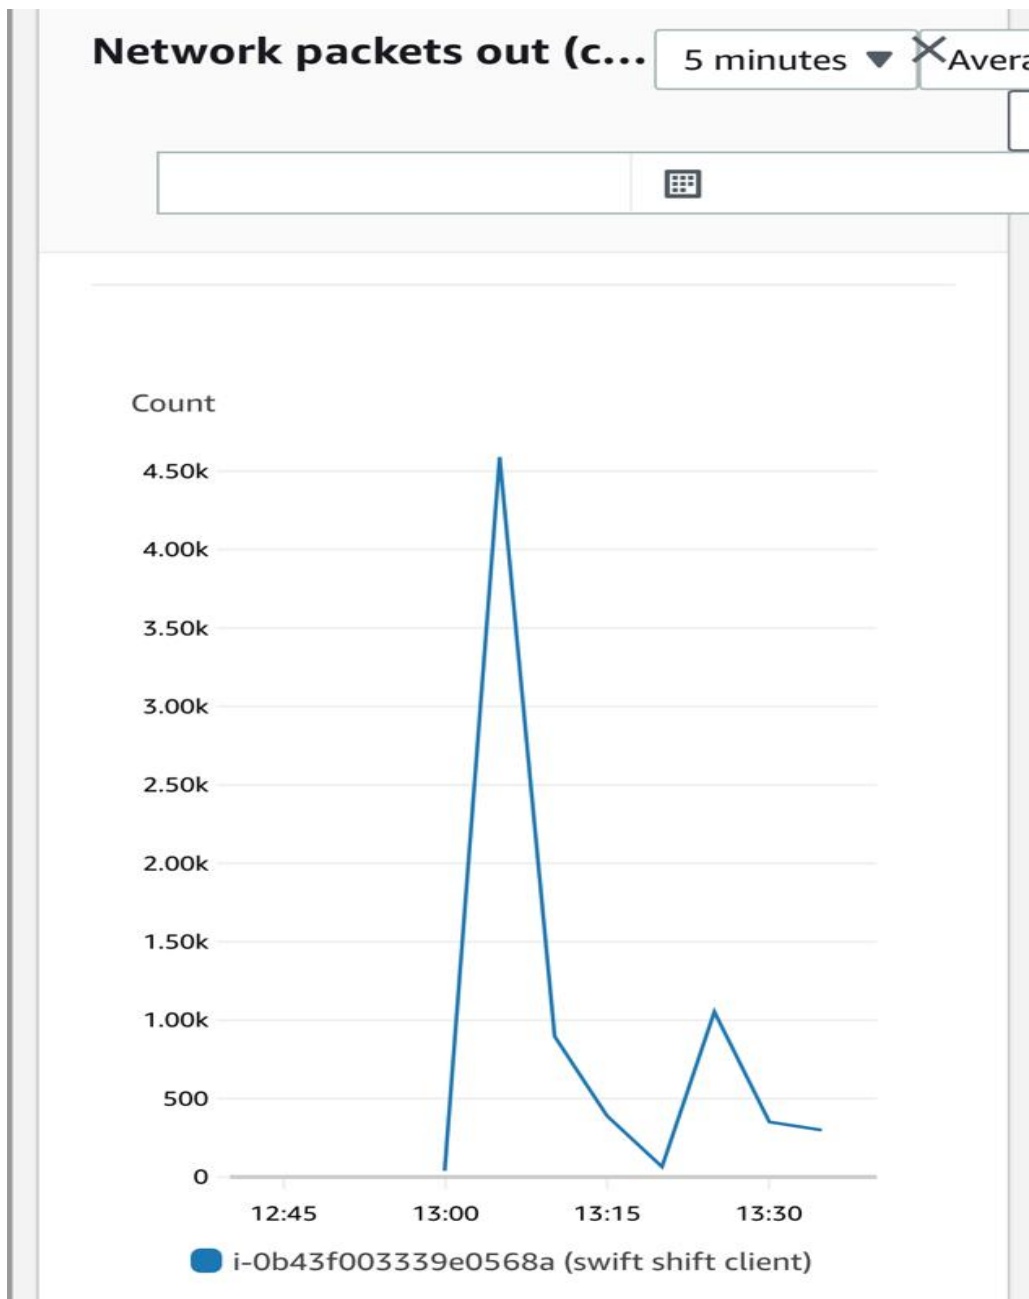 Network packets out (c...
5 minutes
Avera
Count
4.50k
4.00k
3.50k
3.00k
2.50k
2.00k
1.50k
1.00k
500
0
12:45 13:00 13:15 13:30
i-0b43f003339e0568a (swift shift client)